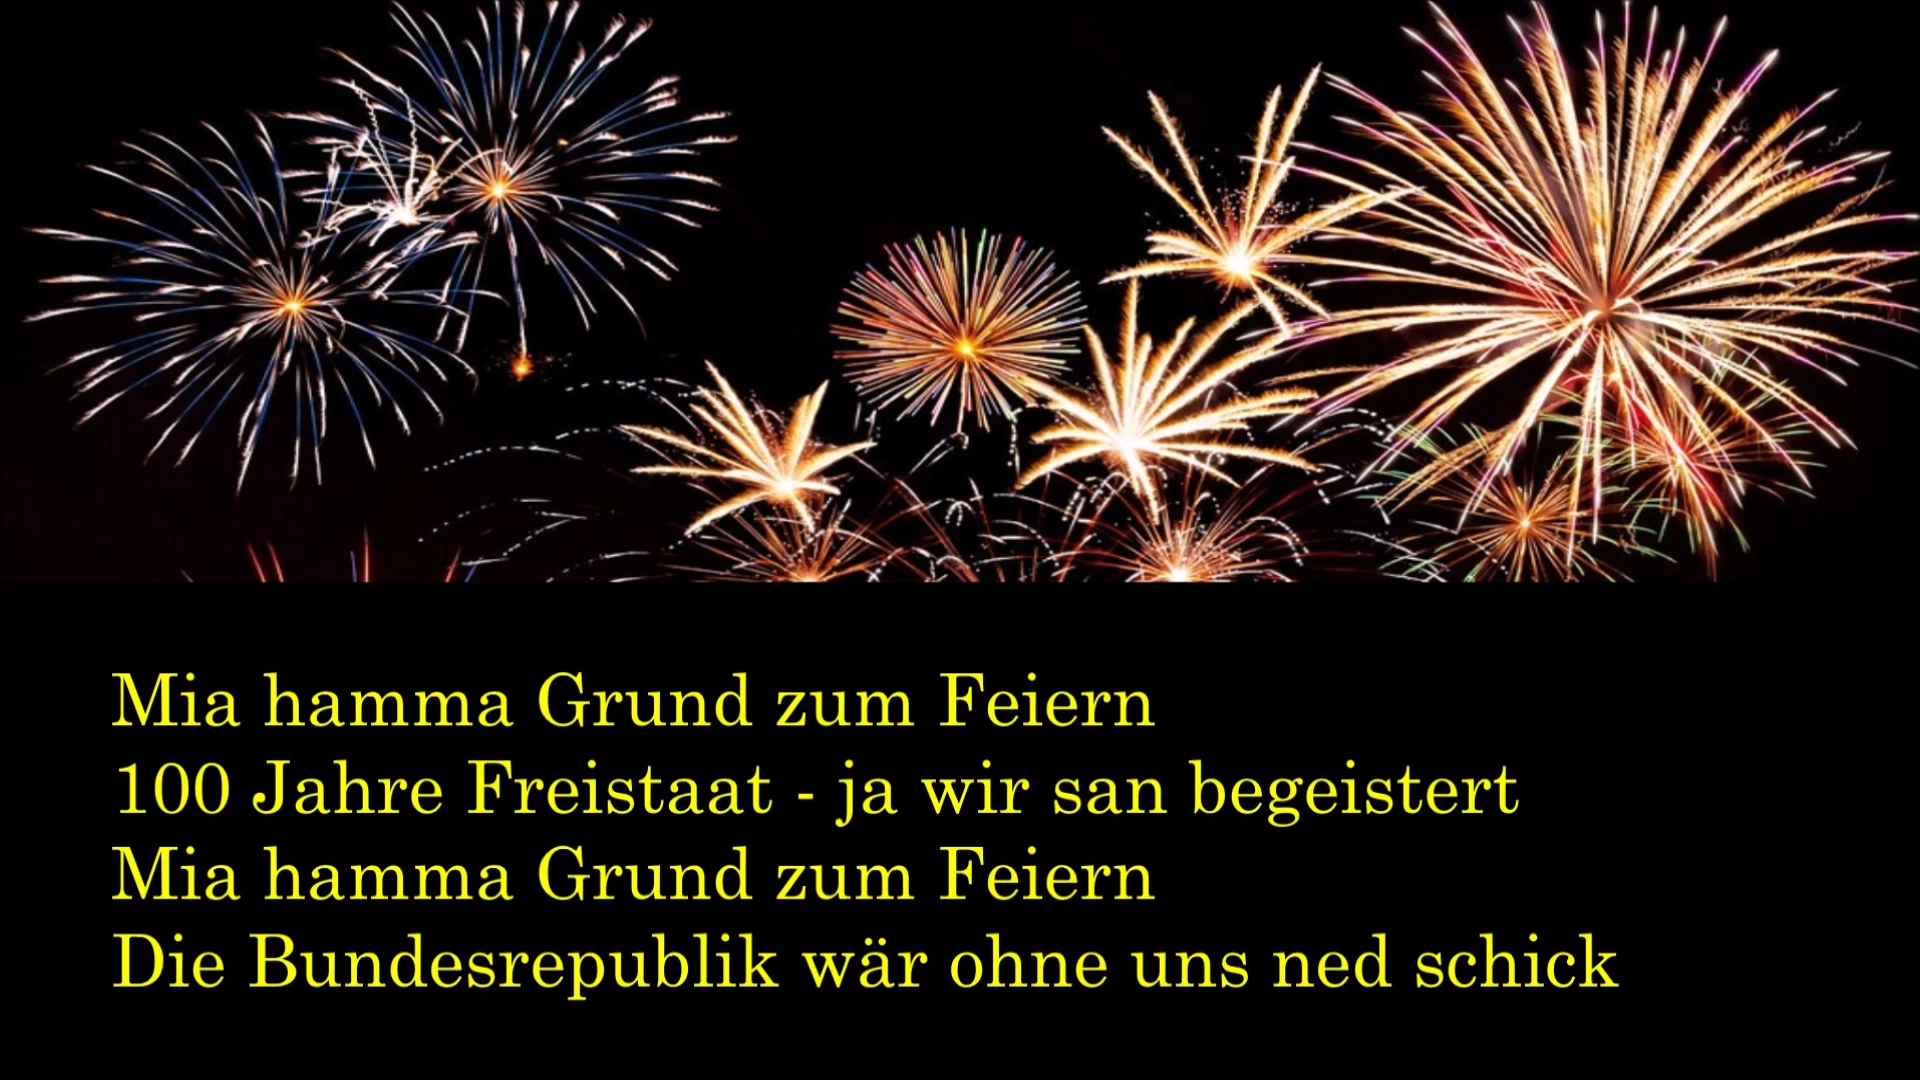 Mia hamma Grund zum Feiern
100 Jahre Freistaat - ja wir san begeistert
Mia hamma Grund zum Feiern
Die Bundesrepublik wär ohne uns ned schick